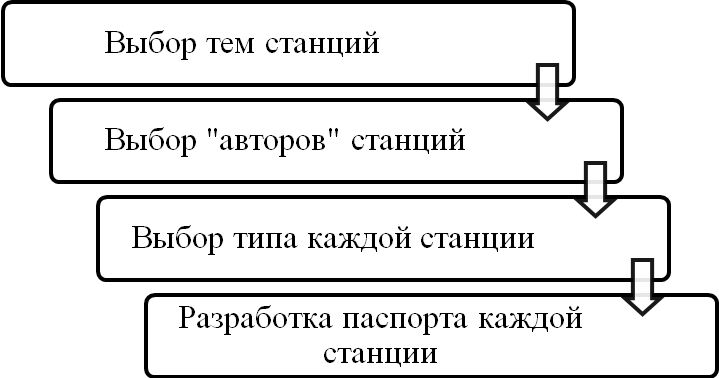 Выбор тем станций
Выбор "авторов" станций
Выбор типа каждой станции
Разработка паспорта каждой
станции